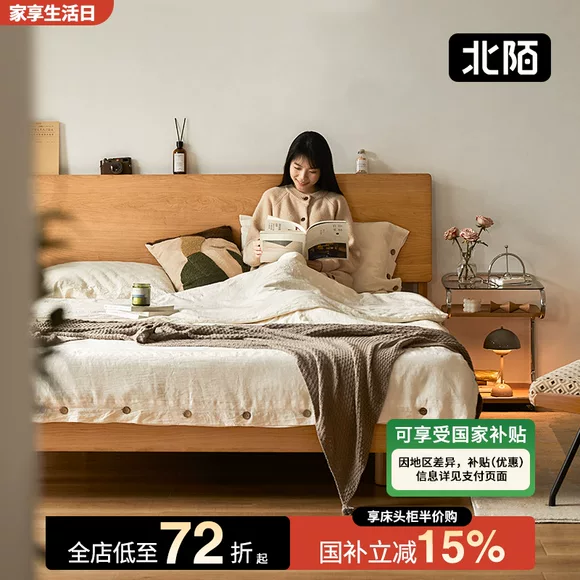 家享生活日
北陌
可享受国家补贴
因地区差异，补贴(优惠)
信息详见支付页面
享床头柜半价购
全店低至72折起
国补立减15%